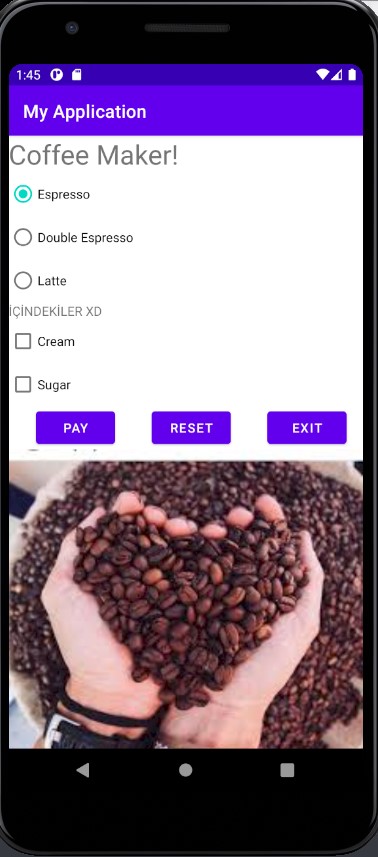 1:45
My Application
Coffee Maker!
Espresso
Double Espresso
Latte
İÇİNDEKİLER XD
Cream
Sugar
PAY RESET EXIT